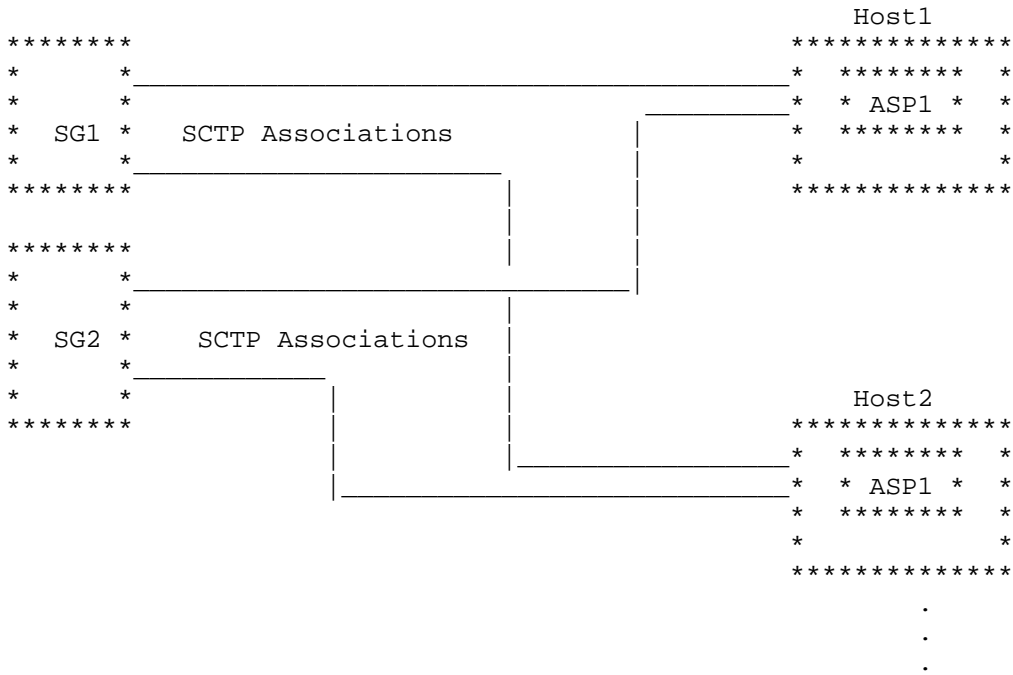 Host1
ASP1
SG1 SCTP Associations
SG2 SCTP Associations
Host2
ASP1
.
.
.